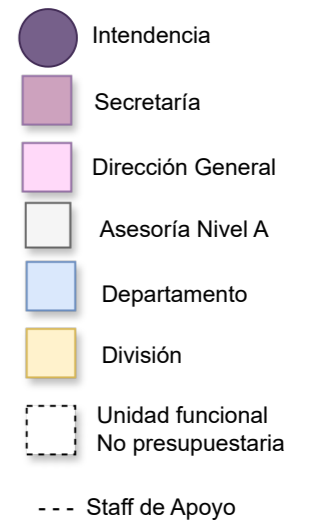 Intendencia
Secretaría
Dirección General
Asesoría Nivel A
Departamento
División
Unidad funcional
No presupuestaria
Staff de Apoyo